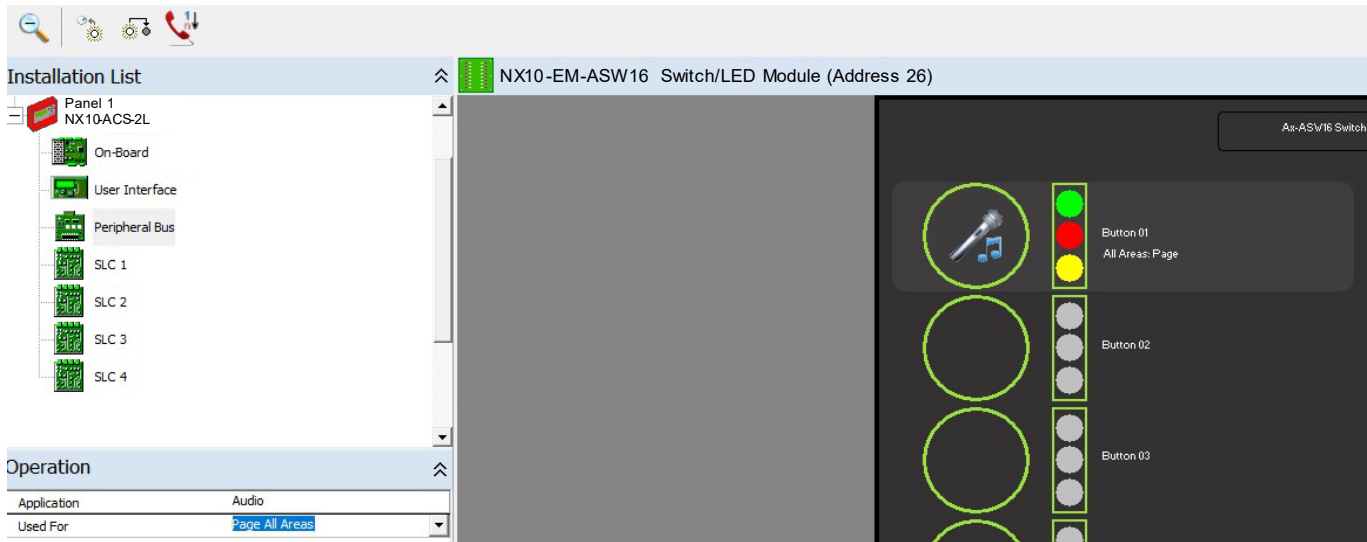 Installation List
NX10-EM-ASW16 Switch/LED Module (Address 26)
Panel 1
NX10-ACS-2L
On-Board
User Interface
Peripheral Bus
SLC 1
SLC 2
SLC 3
SLC 4
Operation
Application Audio
Used For Page All Areas
Ax-ASW16 Switch
Button 01
All Areas: Page
Button 02
Button 03